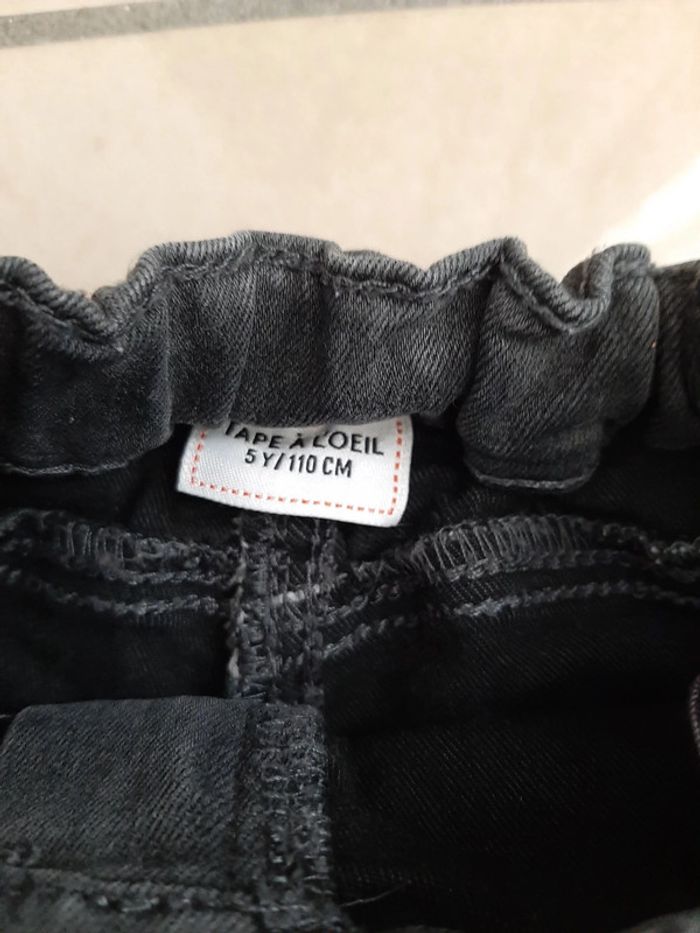 TAPE À L'OEIL
5 Y/110 CM